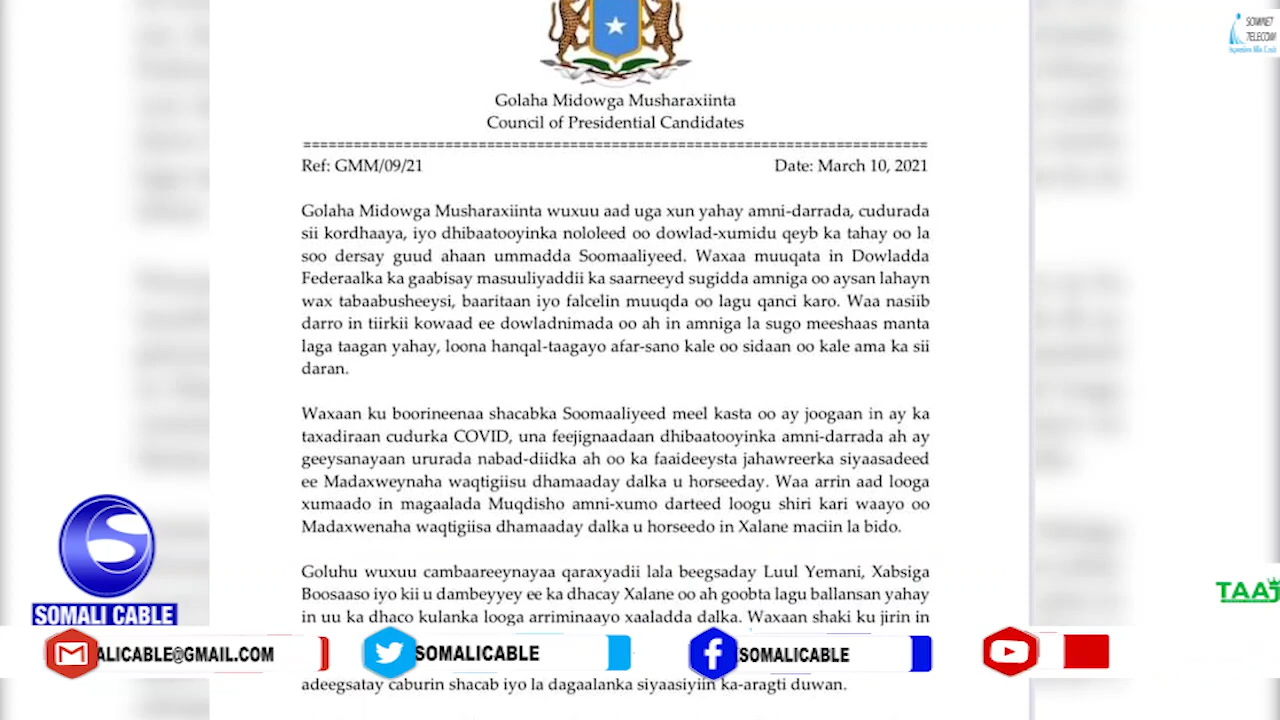 SOMNET
TELECOM
Golaha Midowga Musharaxiinta
Council of Presidential Candidates
Ref: GMM/09/21 Date: March 10, 2021
Golaha Midowga Musharaxiinta wuxuu aad uga xun yahay amni-darrada, cudurada
sii kordhaaya, iyo dhibaatooyinka nololeed oo dowlad-xumidu qeyb ka tahay oo la
soo dersay guud ahaan ummadda Soomaaliyeed. Waxaa muuqata in Dowladda
Federaalka ka gaabisay masuuliyaddii ka saarneeyd sugidda amniga oo aysan lahayn
wax tabaabusheeysi, baaritaan iyo falcelin muuqda oo lagu qanci karo. Waa nasiib
darro in tiirkii kowaad ee dowladnimada oo ah in amniga la sugo meeshaas manta
laga taagan yahay, loona hanqal-taagayo afar-sano kale oo sidaan oo kale ama ka sii
daran.
Waxaan ku boorineenaa shacabka Soomaaliyeed meel kasta oo ay joogaan in ay ka
taxadiraan cudurka COVID, una feejignaadaan dhibaatooyinka amni-darrada ah ay
geeysanayaan ururada nabad-diidka ah oo ka faaideeysta jahawreerka siyaasadeed
ee Madaxweynaha waqtigiisu dhamaaday dalka u horseeday. Waa arrin aad looga
xumaado in magaalada Muqdisho amni-xumo darteed loogu shiri kari waayo oo
Madaxwenaha waqtigiisa dhamaaday dalka u horseedo in Xalane maciin la bido.
Goluhu wuxuu cambaareeynayaa qaraxyadii lala beegsaday Luul Yemani, Xabsiga
Boosaaso iyo kii u dambeyyey ee ka dhacay Xalane oo ah goobta lagu ballansan yahay
in uu ka dhaco kulanka looga arriminaayo xaaladda dalka. Waxaan shaki ku jirin in
adeegsatay caburin shacab iyo la dagaalanka siyaasiyiin ka-aragti duwan.
SOMALI CABLE
TAAJ
ALICABLE@GMAIL.COM
SOMALICABLE
SOMALICABLE